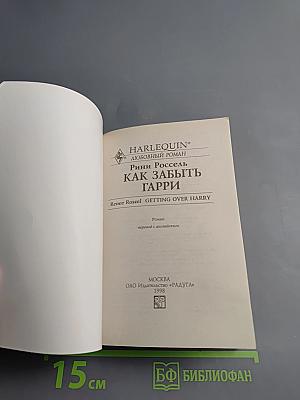 HARLEQUIN®
ЛЮБОВНЫЙ РОМАН
Рини Россель
КАК ЗАБЫТЬ
ГАРРИ
Renee Roszel GETTING OVER HARRY
Роман
перевод с английского
МОСКВА
ОАО Издательство «РАДУГА»
1998
15 см
БФ БИБЛИОФАН